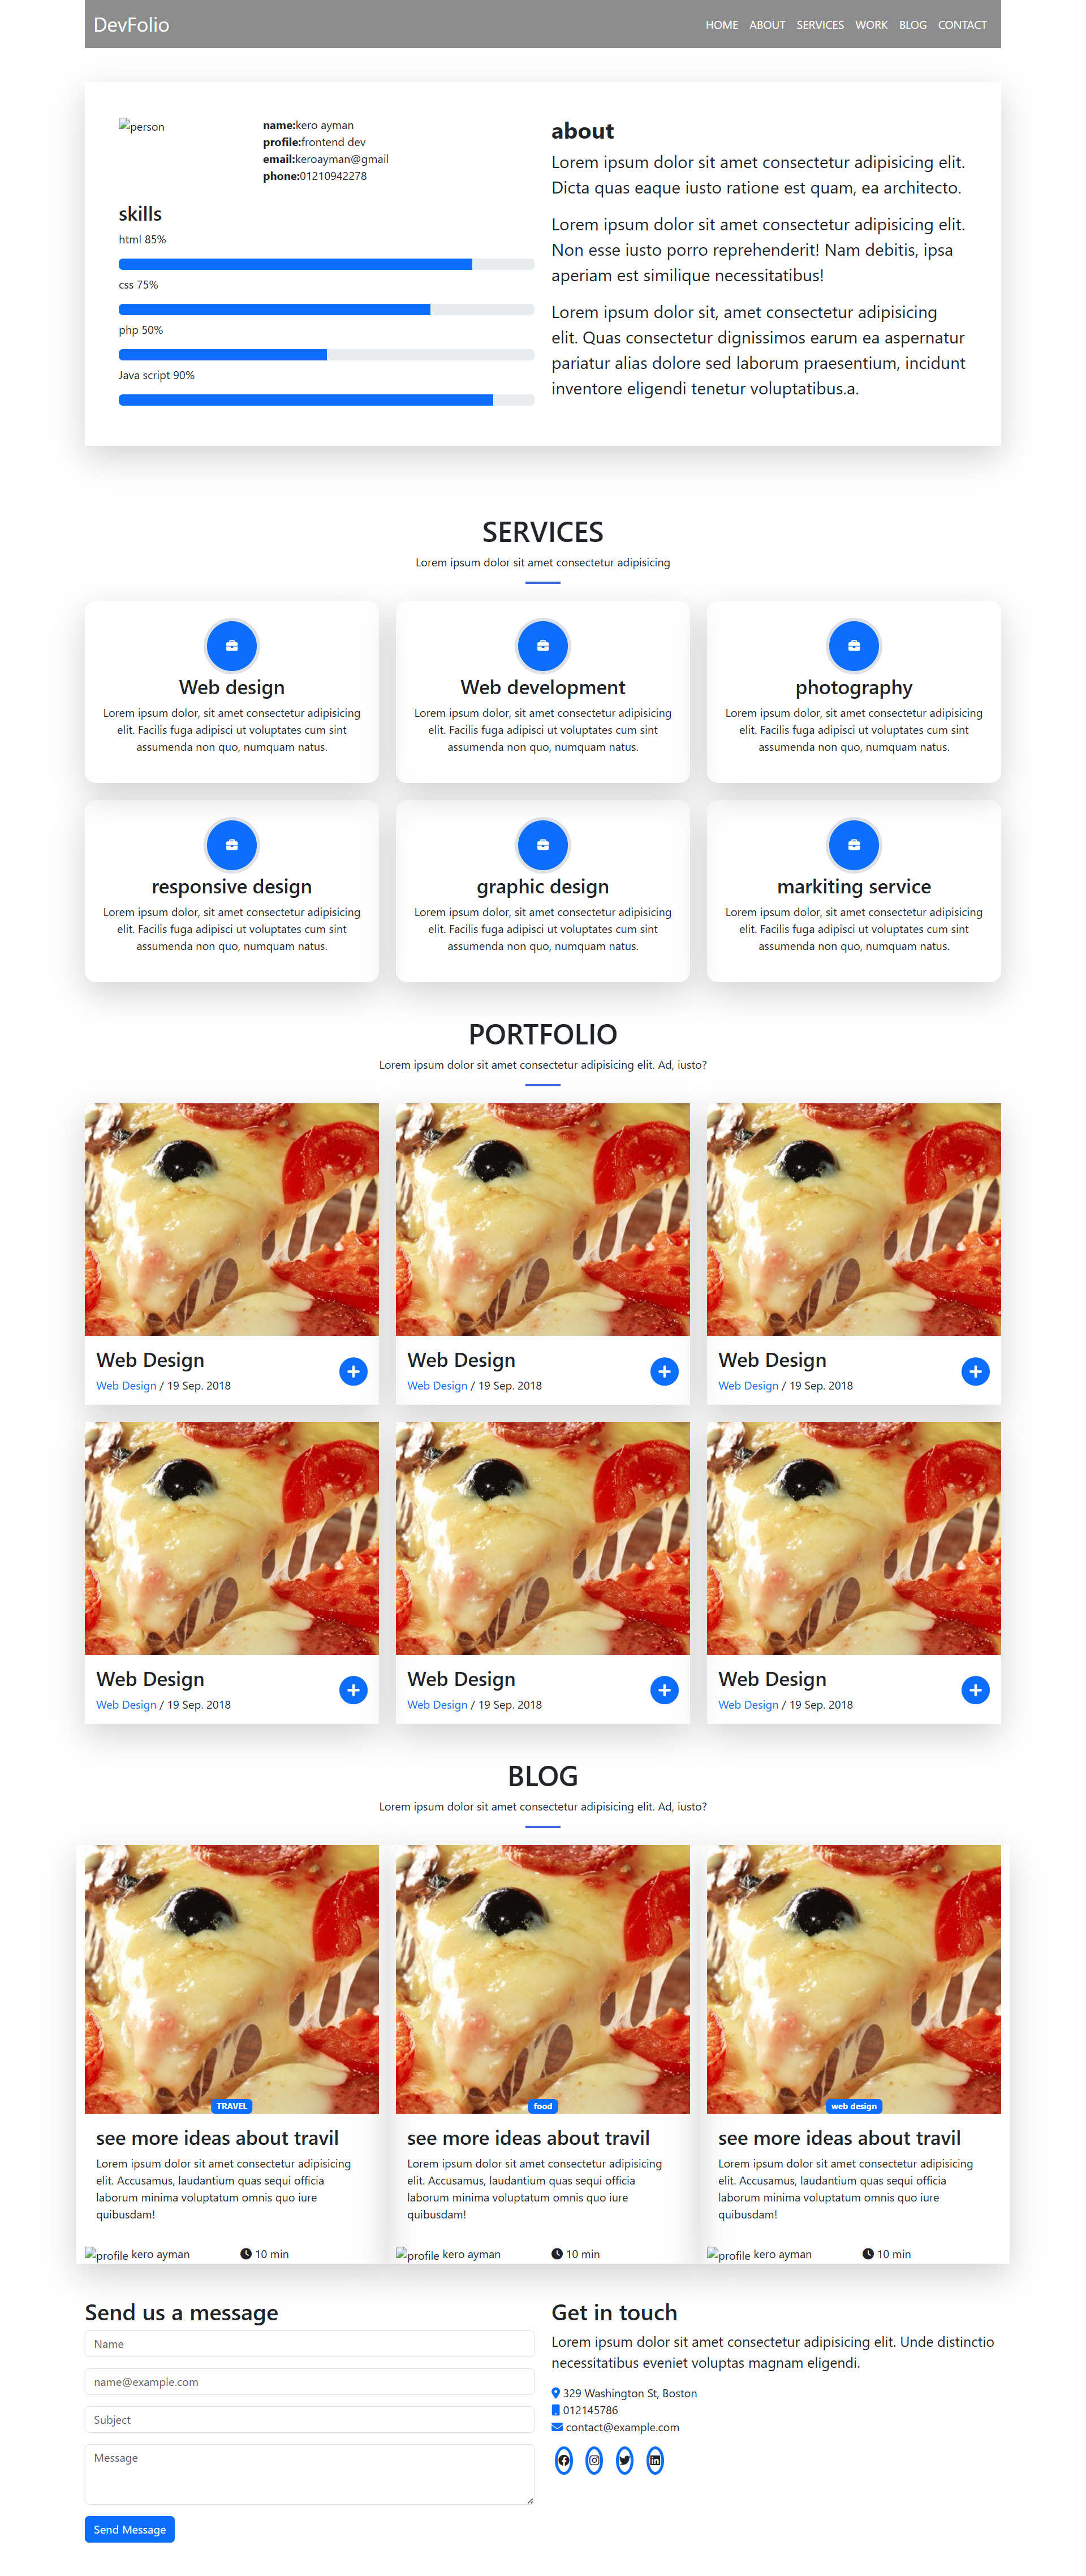 DevFolio
HOME ABOUT SERVICES WORK BLOG CONTACT
person
name:kero ayman
profile:frontend dev
email:keroayman@gmail
phone:01210942278
skills
html 85%
css 75%
php 50%
Java script 90%
about
Lorem ipsum dolor sit amet consectetur adipisicing elit.
Dicta quas eaque iusto ratione est quam, ea architecto.
Lorem ipsum dolor sit amet consectetur adipisicing elit.
Non esse iusto porro reprehenderit! Nam debitis, ipsa
aperiam est similique necessitatibus!
Lorem ipsum dolor sit, amet consectetur adipisicing
elit. Quas consectetur dignissimos earum ea aspernatur
pariatur alias dolore sed laborum praesentium, incidunt
inventore eligendi tenetur voluptatibus.a.
SERVICES
Lorem ipsum dolor sit amet consectetur adipisicing
Web design
Lorem ipsum dolor, sit amet consectetur adipisicing
elit. Facilis fuga adipisci ut voluptates cum sint
assumenda non quo, numquam natus.
Web development
Lorem ipsum dolor, sit amet consectetur adipisicing
elit. Facilis fuga adipisci ut voluptates cum sint
assumenda non quo, numquam natus.
photography
Lorem ipsum dolor, sit amet consectetur adipisicing
elit. Facilis fuga adipisci ut voluptates cum sint
assumenda non quo, numquam natus.
responsive design
Lorem ipsum dolor, sit amet consectetur adipisicing
elit. Facilis fuga adipisci ut voluptates cum sint
assumenda non quo, numquam natus.
graphic design
Lorem ipsum dolor, sit amet consectetur adipisicing
elit. Facilis fuga adipisci ut voluptates cum sint
assumenda non quo, numquam natus.
markiting service
Lorem ipsum dolor, sit amet consectetur adipisicing
elit. Facilis fuga adipisci ut voluptates cum sint
assumenda non quo, numquam natus.
PORTFOLIO
Lorem ipsum dolor sit amet consectetur adipisicing elit. Ad, iusto?
Web Design
Web Design / 19 Sep. 2018
Web Design
Web Design / 19 Sep. 2018
Web Design
Web Design / 19 Sep. 2018
Web Design
Web Design / 19 Sep. 2018
Web Design
Web Design / 19 Sep. 2018
Web Design
Web Design / 19 Sep. 2018
BLOG
Lorem ipsum dolor sit amet consectetur adipisicing elit. Ad, iusto?
TRAVEL
see more ideas about travil
Lorem ipsum dolor sit amet consectetur adipisicing
elit. Accusamus, laudantium quas sequi officia
laborum minima voluptatum omnis quo iure
quibusdam!
profile kero ayman 10 min
food
see more ideas about travil
Lorem ipsum dolor sit amet consectetur adipisicing
elit. Accusamus, laudantium quas sequi officia
laborum minima voluptatum omnis quo iure
quibusdam!
profile kero ayman 10 min
web design
see more ideas about travil
Lorem ipsum dolor sit amet consectetur adipisicing
elit. Accusamus, laudantium quas sequi officia
laborum minima voluptatum omnis quo iure
quibusdam!
profile kero ayman 10 min
Send us a message
Name
name@example.com
Subject
Message
Send Message
Get in touch
Lorem ipsum dolor sit amet consectetur adipisicing elit. Unde distinctio
necessitatibus eveniet voluptas magnam eligendi.
329 Washington St, Boston
012145786
contact@example.com